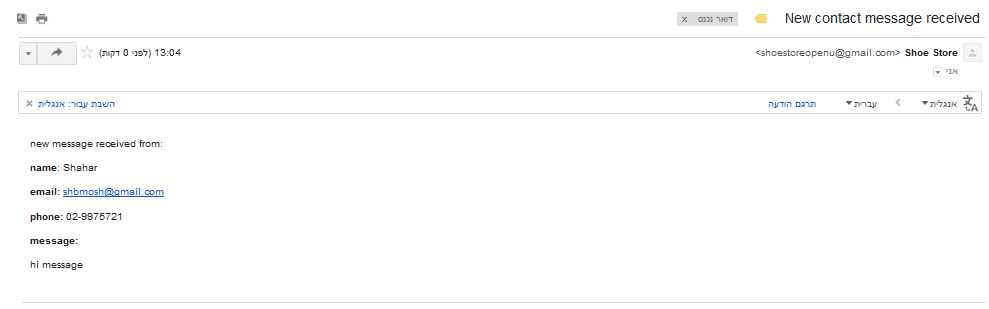 New contact message received
דואר נכנס x
Shoe Store <shoestoreopenu@gmail.com>
13:04 (לפני 0 דקות)
אני
אנגלית
עברית
תרגם הודעה
השבת עבור: אנגלית ×
new message received from:
name: Shahar
email: shbmosh@gmail.com
phone: 02-9975721
message:
hi message